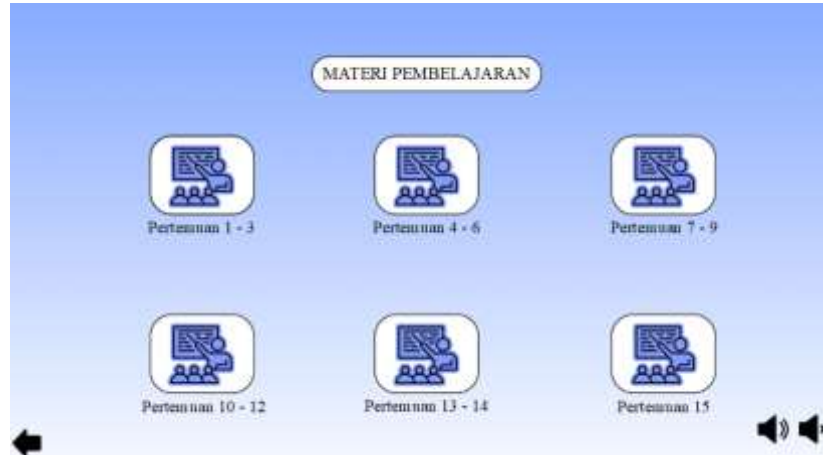 MATERI PEMBELAJARAN
Pertemuan 1 - 3
Pertemuan 4 - 6
Pertemuan 7 - 9
Pertemuan 10 - 12
Pertemuan 13 - 14
Pertemuan 15